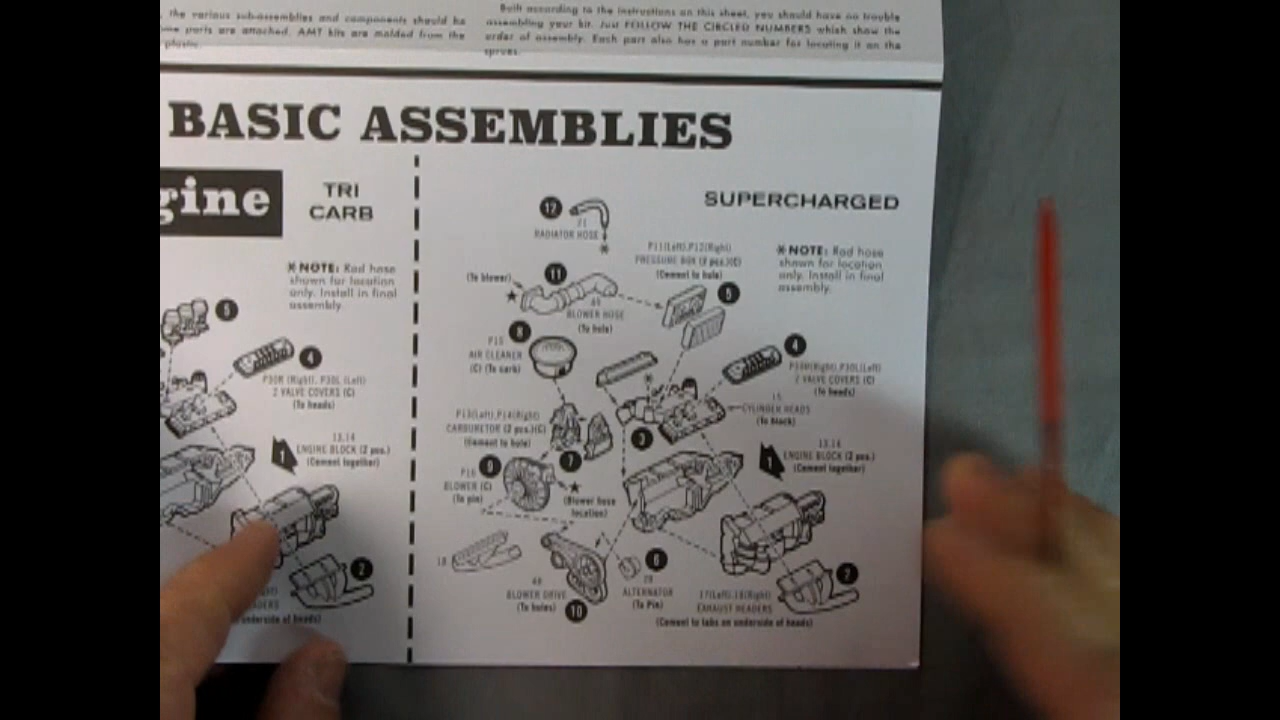 the various sub-assemblies and components should be
parts are attached. AMT kits are molded from the
plastic.
Built according to the instructions on this sheet, you should have no trouble
assembling your kit. Just FOLLOW THE CIRCLED NUMBERS which show the
order of assembly. Each part also has a part number for locating it on the
sprues.
BASIC ASSEMBLIES
gine
TRI
CARB
✱ NOTE: Rad hose
shown for location
only. Install in final
assembly.
5
4
P30R (Right), P30L (Left)
2 VALVE COVERS (C)
(To heads)
13,14
1
ENGINE BLOCK (2 pcs.)
(Cement together)
2
underside of heads)
SUPERCHARGED
12
71
RADIATOR HOSE
✱
P11(Left),P12(Right)
PRESSURE BOX (2 pcs.)(C)
(Cement to hole)
✱ NOTE: Rad hose
shown for location
only. Install in final
assembly.
(To blower)
★
11
BLOWER HOSE
(To hole)
5
8
P15
AIR CLEANER
(C) (To carb)
4
2 VALVE COVERS (C)
(To heads)
✱
15
CYLINDER HEADS
(To block)
P13(Left),P14(Right)
CARBURETOR (2 pcs.)(C)
(Cement to hole)
3
7
13,14
1
ENGINE BLOCK (2 pcs.)
(Cement together)
9
P16
BLOWER (C)
(To pin)
★
(Blower hose
location)
BLOWER DRIVE
(To holes)
10
6
ALTERNATOR
(To Pin)
2
17(Left),18(Right)
EXHAUST HEADERS
(Cement to tabs on underside of heads)